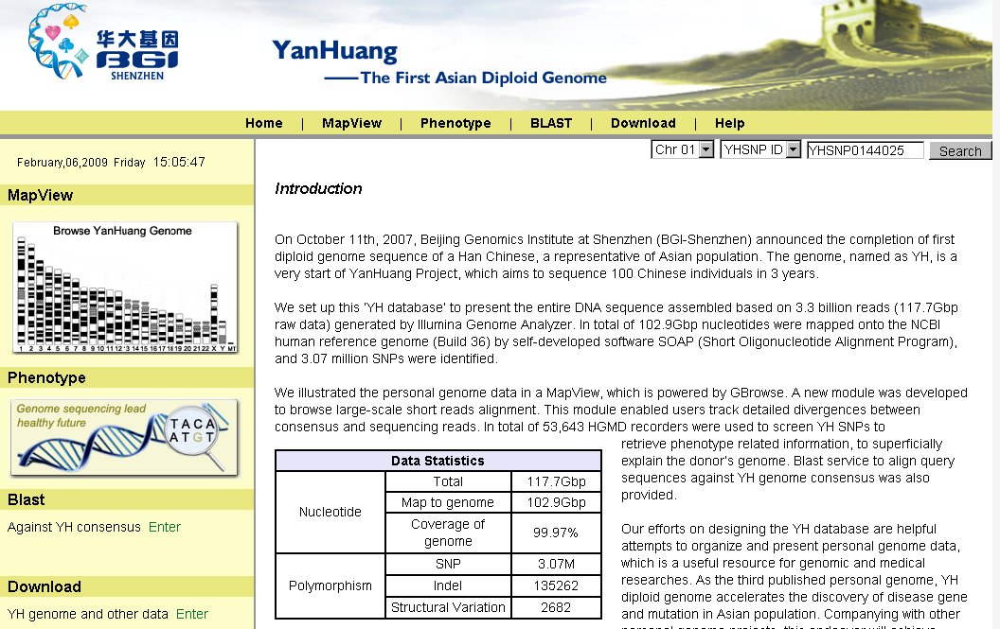 华大基因
BGI
SHENZHEN
YanHuang
——The First Asian Diploid Genome
Home | MapView | Phenotype | BLAST | Download | Help
Chr 01 YHSNP ID YHSNP0144025 Search
February,06,2009 Friday 15:05:47
MapView
Browse YanHuang Genome
1 2 3 4 5 6 7 8 9 10 11 12 13 14 15 16 17 18 19 20 21 22 X Y MT
Phenotype
Genome sequencing lead
healthy future
TACA
ATGT
Blast
Against YH consensus Enter
Download
YH genome and other data Enter
Introduction
On October 11th, 2007, Beijing Genomics Institute at Shenzhen (BGI-Shenzhen) announced the completion of first
diploid genome sequence of a Han Chinese, a representative of Asian population. The genome, named as YH, is a
very start of YanHuang Project, which aims to sequence 100 Chinese individuals in 3 years.
We set up this 'YH database' to present the entire DNA sequence assembled based on 3.3 billion reads (117.7Gbp
raw data) generated by Illumina Genome Analyzer. In total of 102.9Gbp nucleotides were mapped onto the NCBI
human reference genome (Build 36) by self-developed software SOAP (Short Oligonucleotide Alignment Program),
and 3.07 million SNPs were identified.
We illustrated the personal genome data in a MapView, which is powered by GBrowse. A new module was developed
to browse large-scale short reads alignment. This module enabled users track detailed divergences between
consensus and sequencing reads. In total of 53,643 HGMD recorders were used to screen YH SNPs to
retrieve phenotype related information, to superficially
explain the donor's genome. Blast service to align query
sequences against YH genome consensus was also
provided.
Data Statistics
Nucleotide
Total 117.7Gbp
Map to genome 102.9Gbp
Coverage of
genome 99.97%
Polymorphism
SNP 3.07M
Indel 135262
Structural Variation 2682
Our efforts on designing the YH database are helpful
attempts to organize and present personal genome data,
which is a useful resource for genomic and medical
researches. As the third published personal genome, YH
diploid genome accelerates the discovery of disease gene
and mutation in Asian population. Companying with other